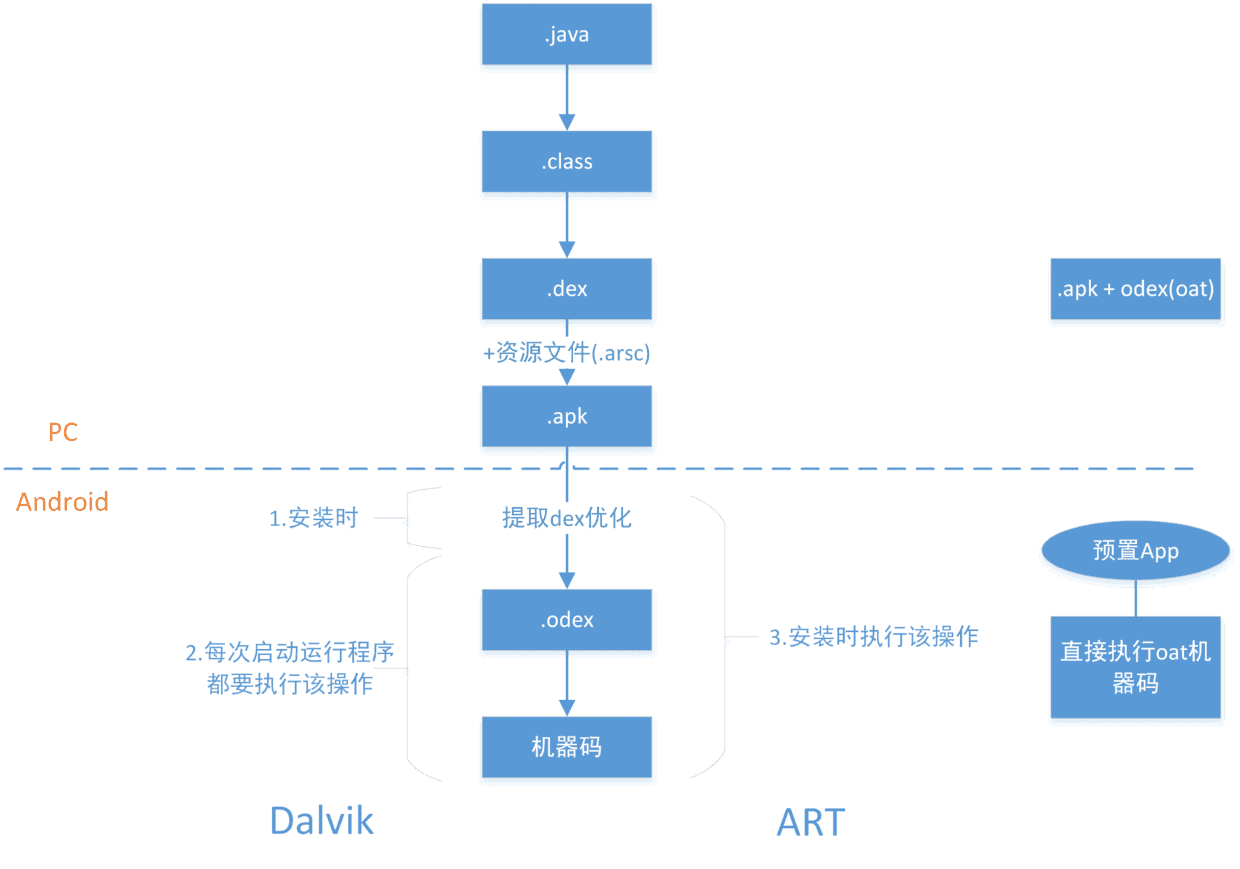 .java
.class
.dex
.apk + odex(oat)
+资源文件(.arsc)
.apk
PC
Android
1.安装时
提取dex优化
预置App
.odex
3.安装时执行该操作
2.每次启动运行程序
都要执行该操作
直接执行oat机
器码
机器码
Dalvik
ART